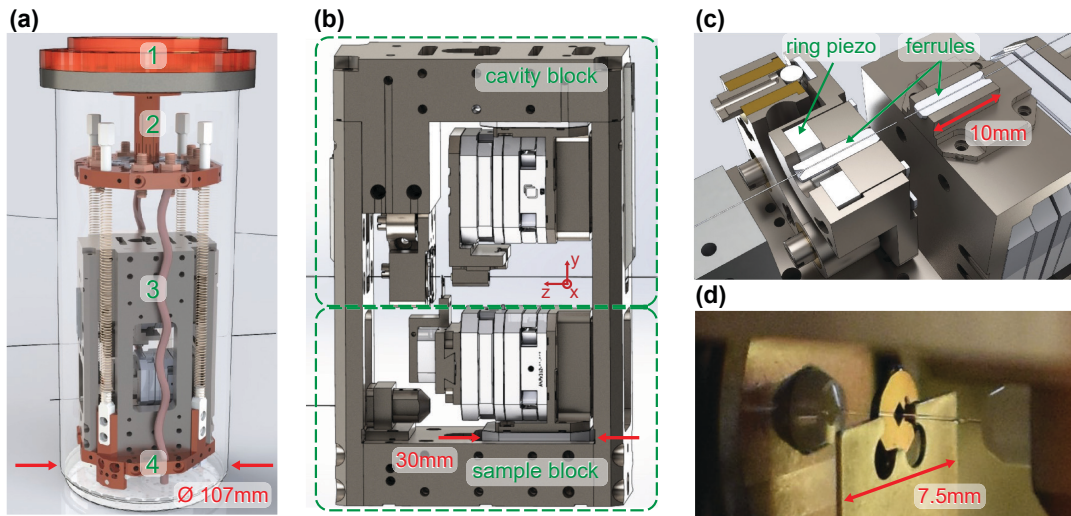 (a)
1
2
3
4
Ø 107mm
(b)
cavity block
y
z
x
30mm
sample block
(c)
ring piezo
ferrules
10mm
(d)
7.5mm